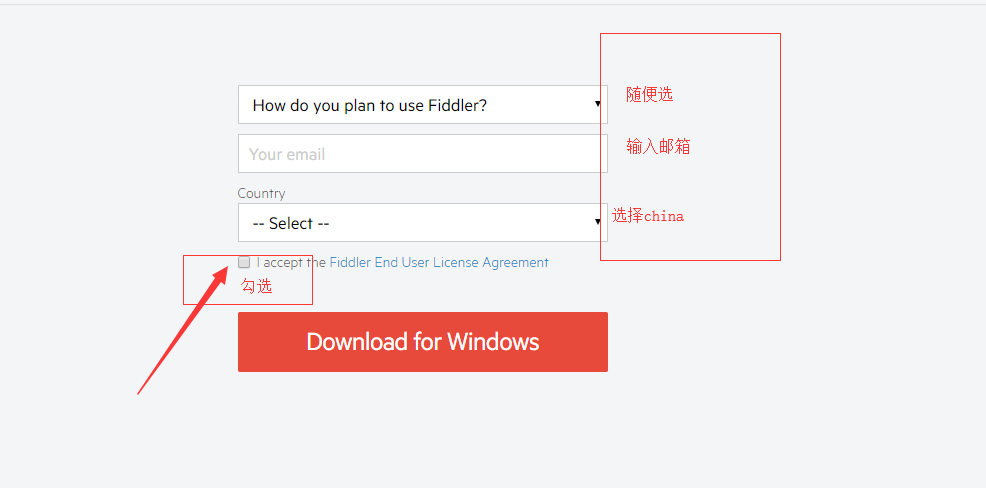 How do you plan to use Fiddler?
随便选
Your email
输入邮箱
Country
-- Select --
选择china
I accept the Fiddler End User License Agreement
勾选
Download for Windows